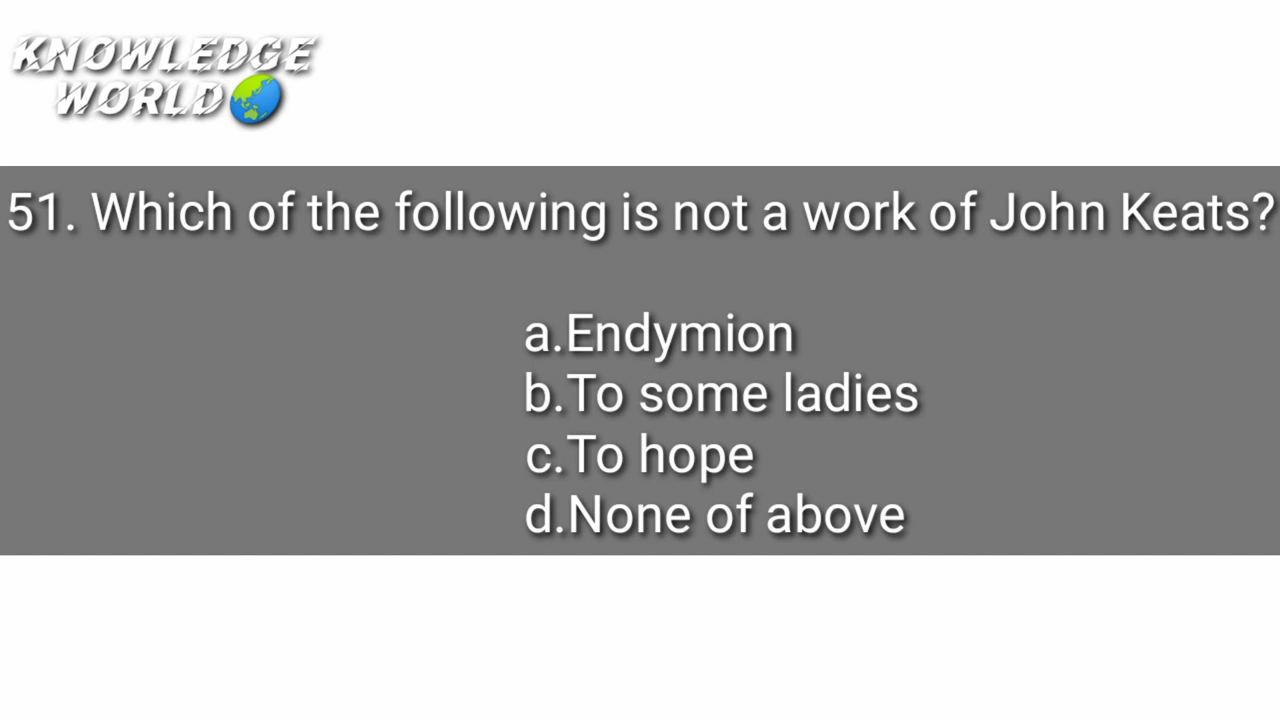 KNOWLEDGE
WORLD
51. Which of the following is not a work of John Keats?
a.Endymion
b.To some ladies
c.To hope
d.None of above